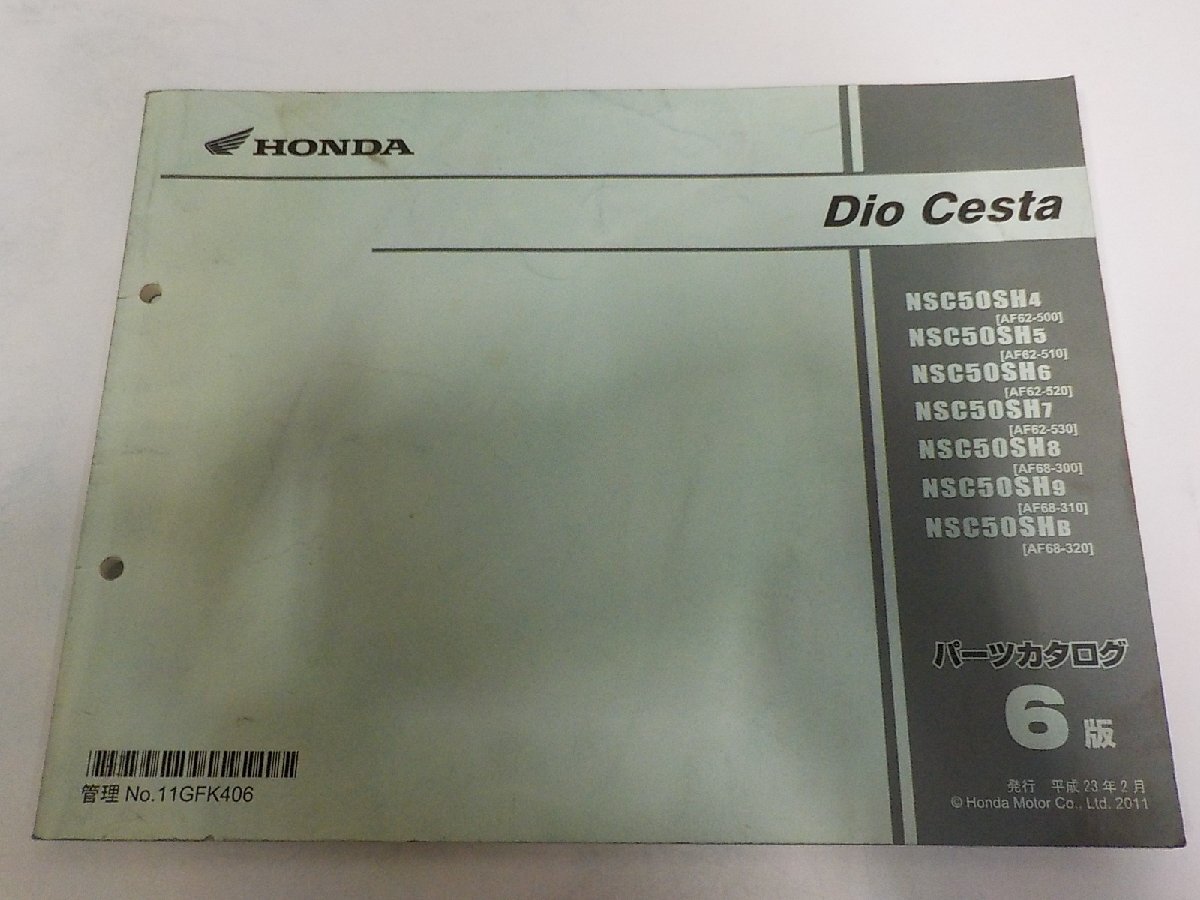 HONDA
Dio Cesta
NSC50SH4
[AF62-500]
NSC50SH5
[AF62-510]
NSC50SH6
[AF62-520]
NSC50SH7
[AF62-530]
NSC50SH8
[AF68-300]
NSC50SH9
[AF68-310]
NSC50SHB
[AF68-320]
パーツカタログ
6版
管理 No.11GFK406
発行 平成23年2月
© Honda Motor Co., Ltd. 2011